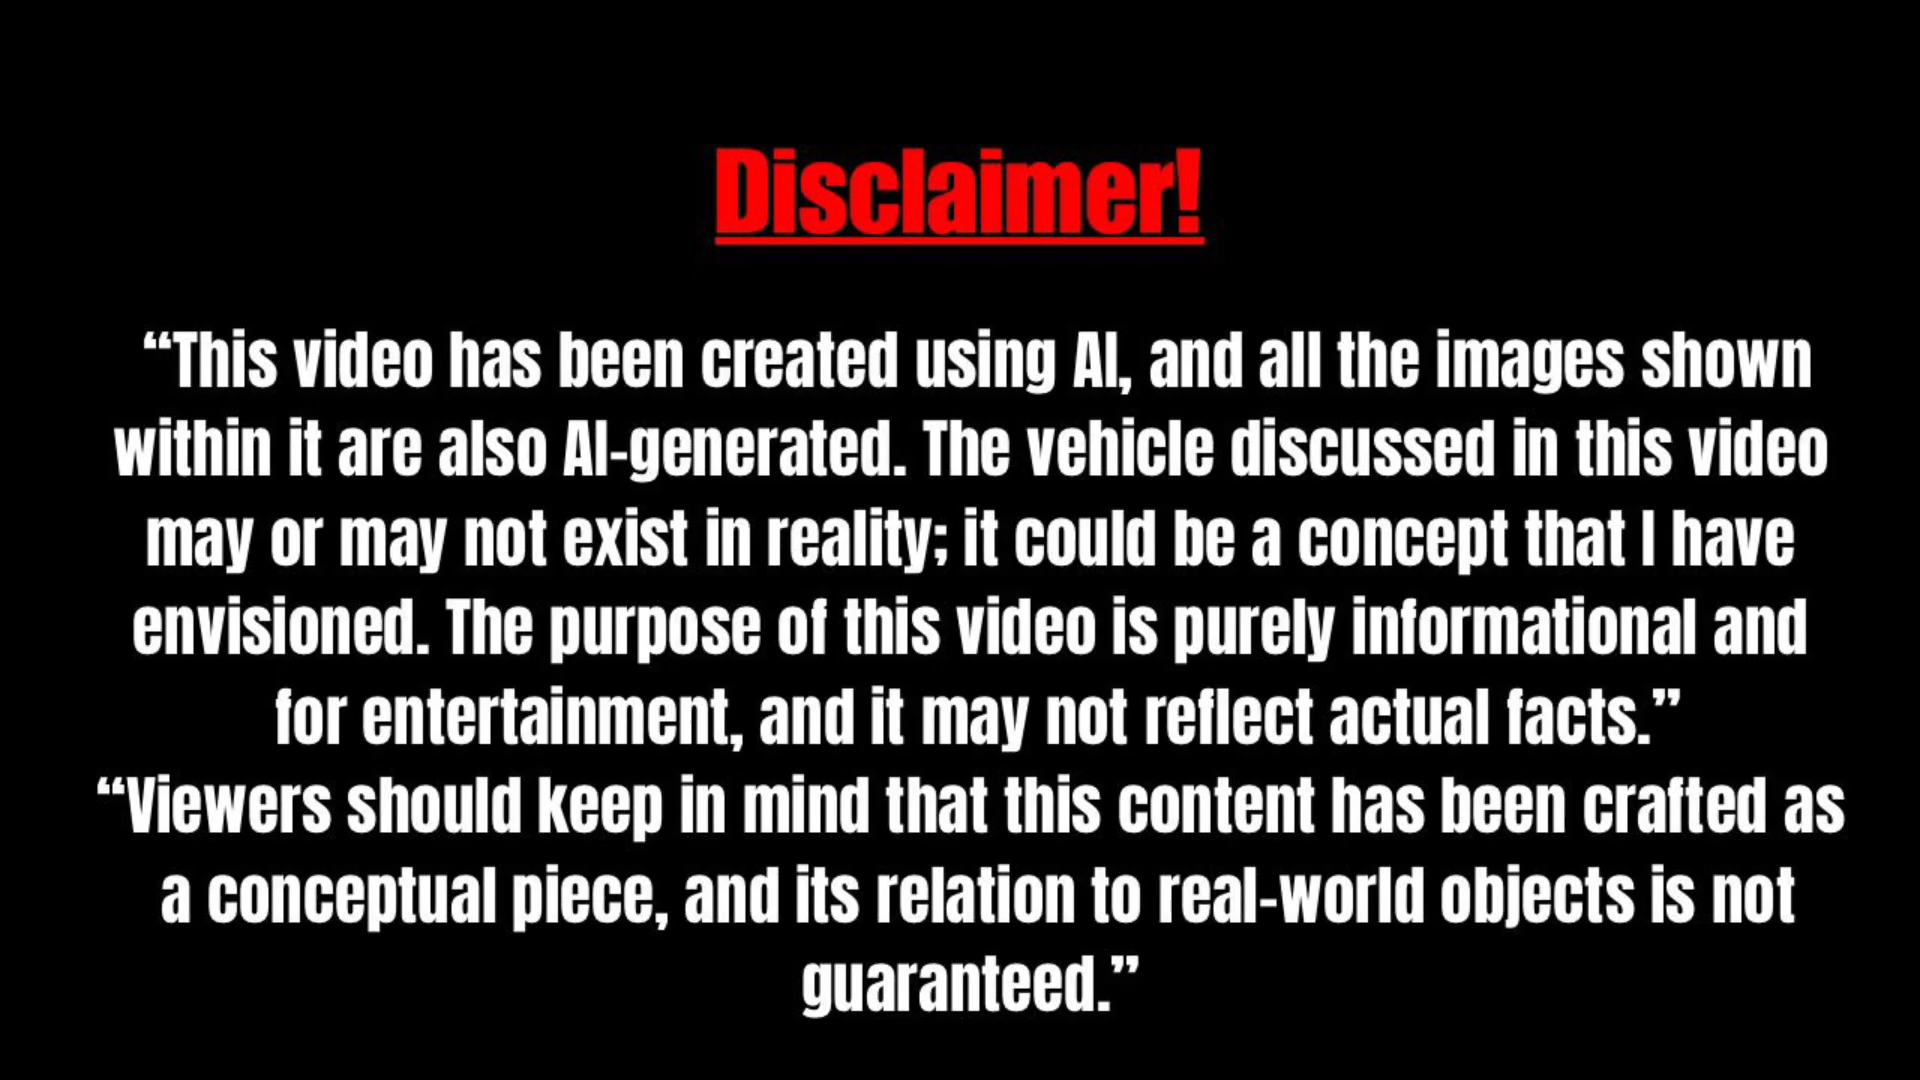 Disclaimer!
“This video has been created using AI, and all the images shown
within it are also AI-generated. The vehicle discussed in this video
may or may not exist in reality; it could be a concept that I have
envisioned. The purpose of this video is purely informational and
for entertainment, and it may not reflect actual facts.”
“Viewers should keep in mind that this content has been crafted as
a conceptual piece, and its relation to real-world objects is not
guaranteed.”